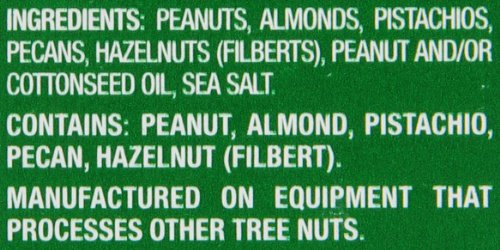 INGREDIENTS: PEANUTS, ALMONDS, PISTACHIOS,
PECANS, HAZELNUTS (FILBERTS), PEANUT AND/OR
COTTONSEED OIL, SEA SALT.
CONTAINS: PEANUT, ALMOND, PISTACHIO,
PECAN, HAZELNUT (FILBERT).
MANUFACTURED ON EQUIPMENT THAT
PROCESSES OTHER TREE NUTS.